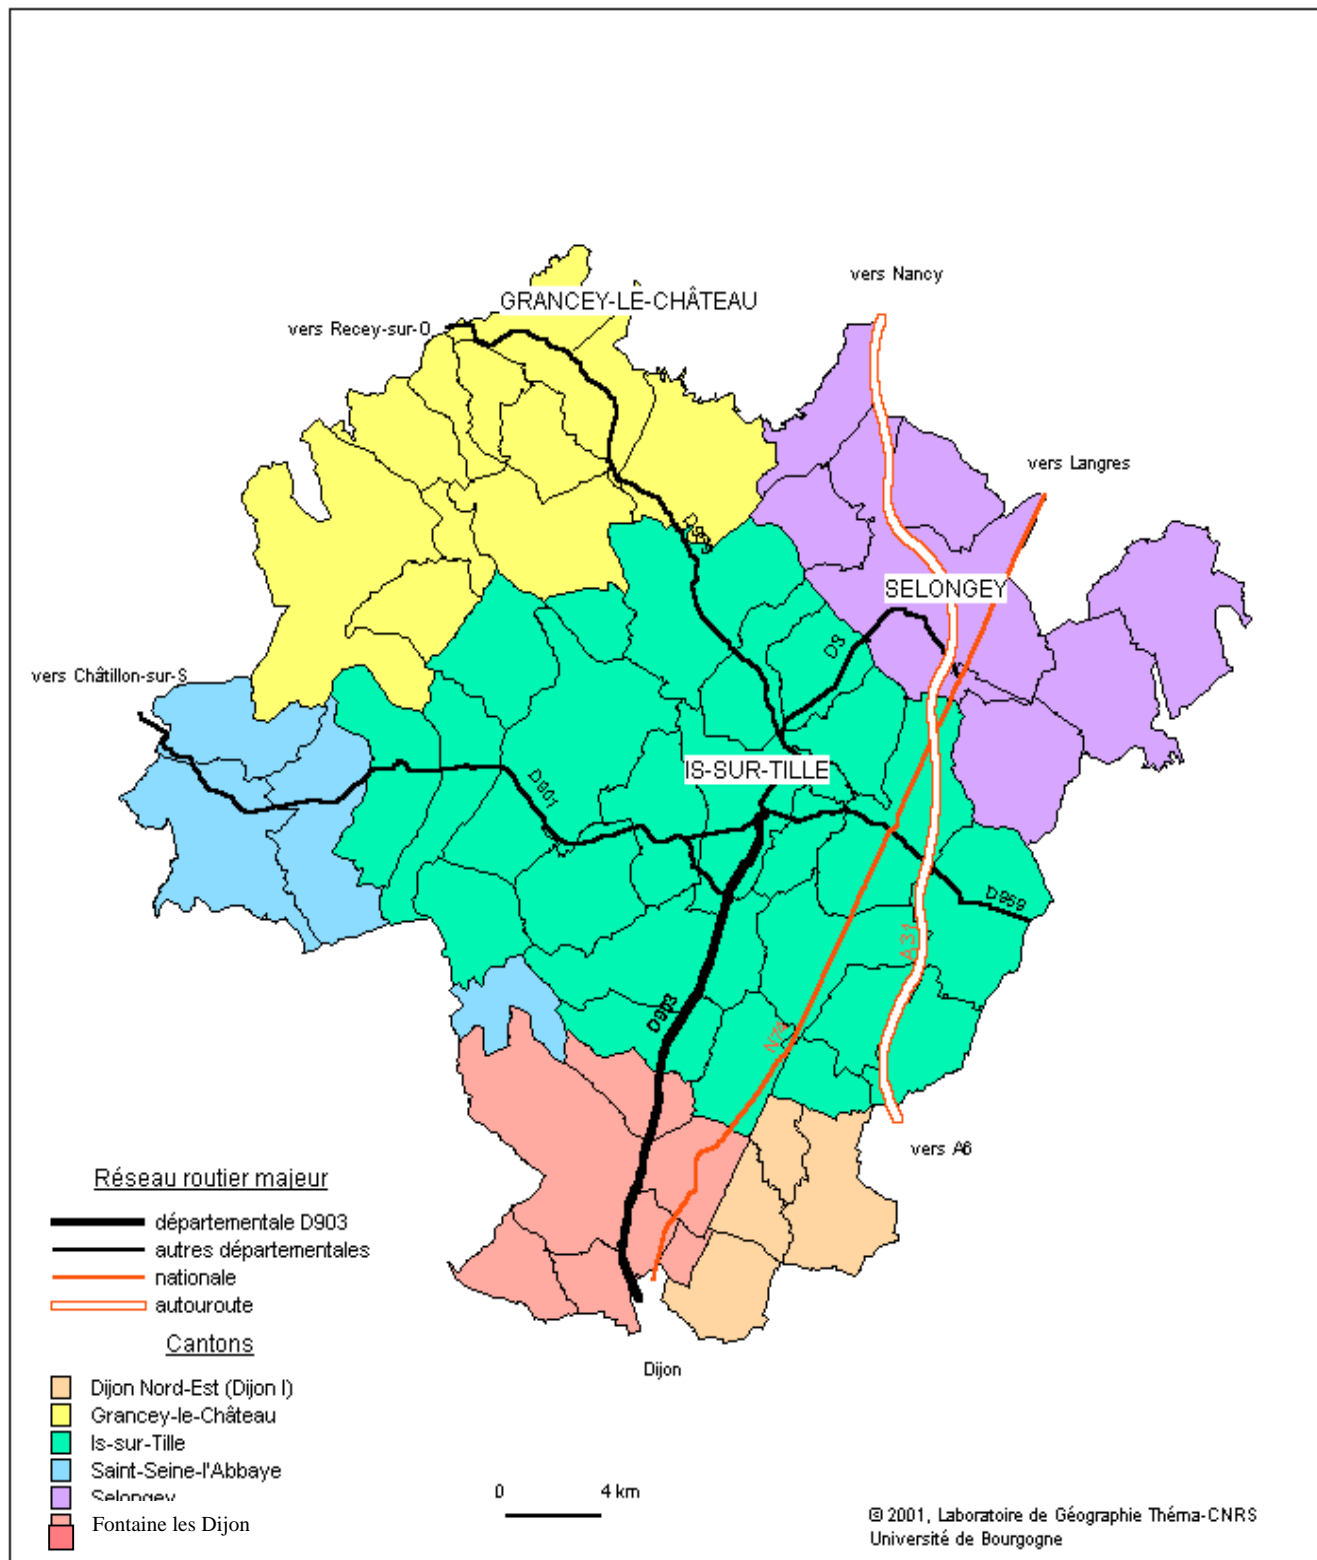 vers Nancy
GRANCEY-LE-CHÂTEAU
vers Recey-sur-O
vers Langres
SELONGEY
D3
vers Châtillon-sur-S
IS-SUR-TILLE
D901
D959
A31
D903
N74
vers A6
Réseau routier majeur
départementale D903
autres départementales
nationale
autouroute
Cantons
Dijon
Dijon Nord-Est (Dijon I)
Grancey-le-Château
Is-sur-Tille
Saint-Seine-l'Abbaye
Selongey
Fontaine les Dijon
0 4 km
© 2001, Laboratoire de Géographie Théma-CNRS
Université de Bourgogne